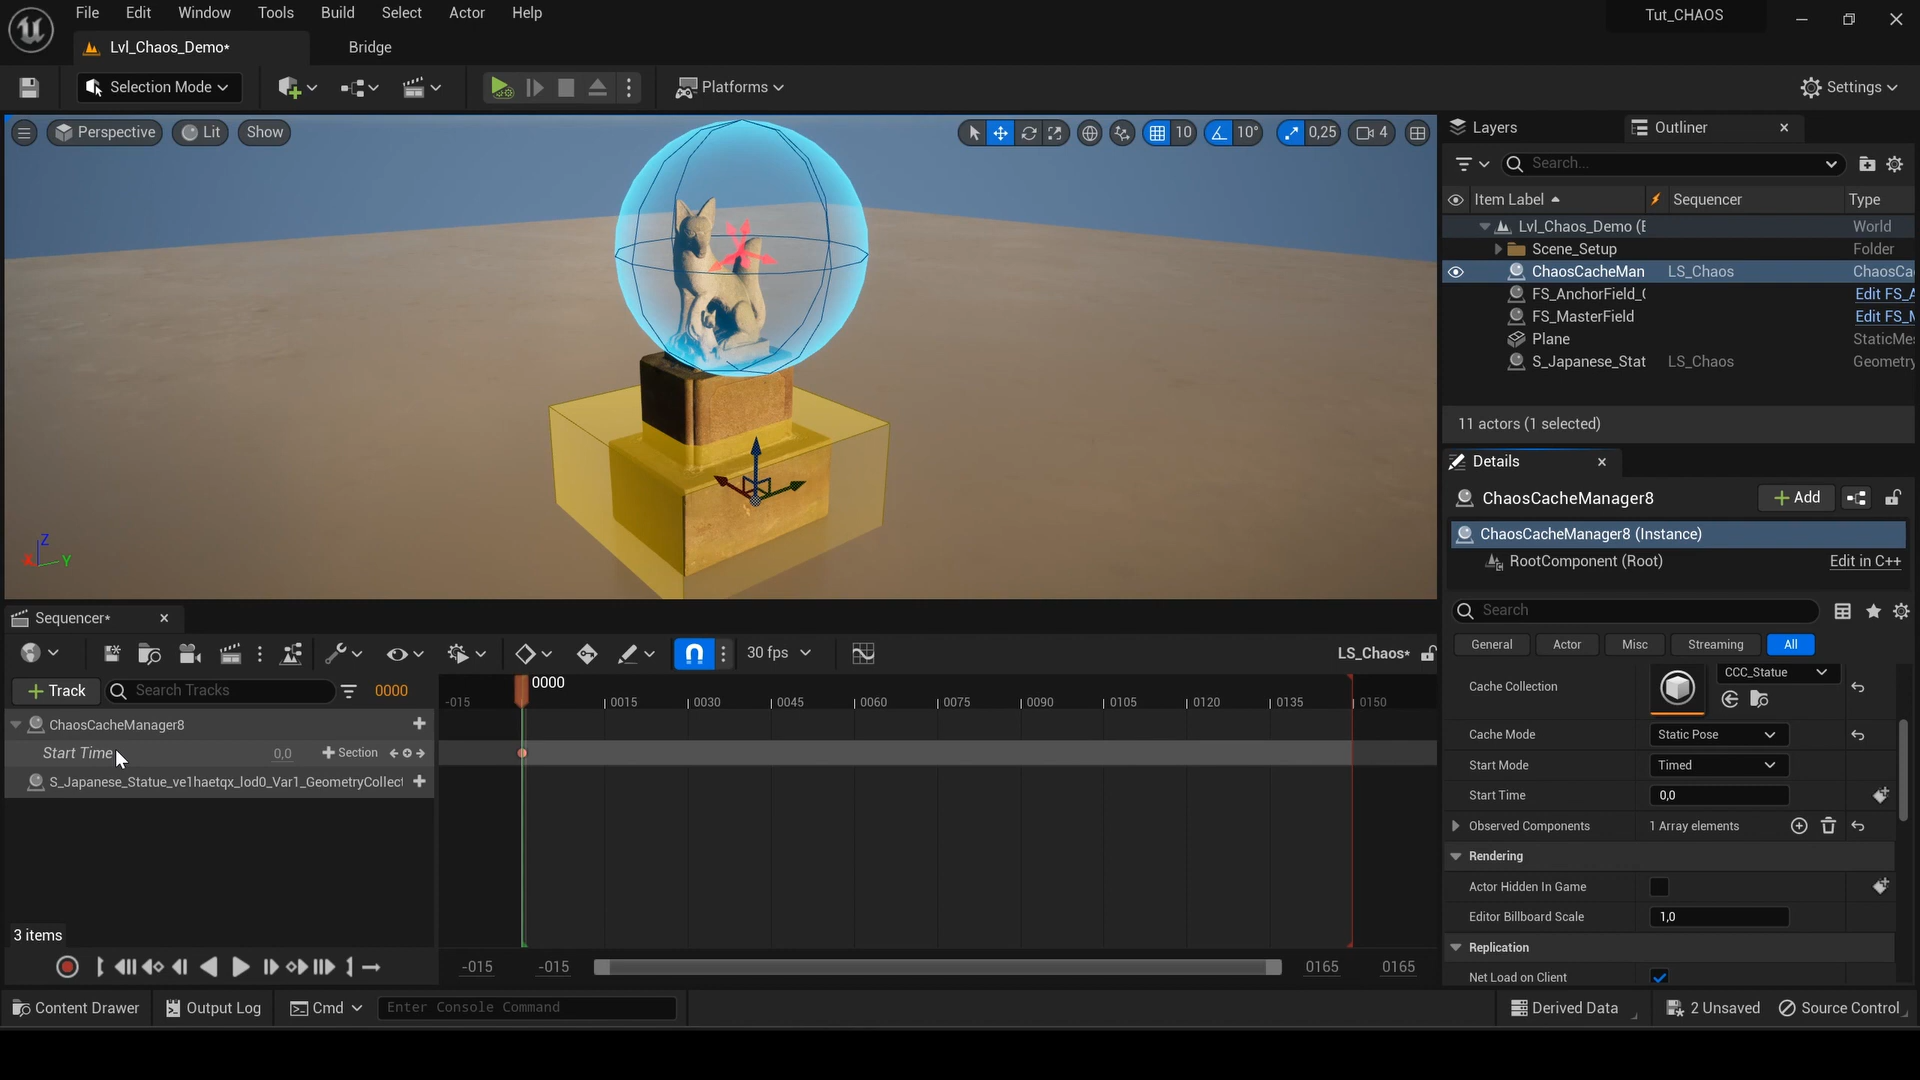 File Edit Window Tools Build Select Actor Help
Tut_CHAOS
Lvl_Chaos_Demo*
Bridge
Selection Mode
Platforms
Settings
Perspective
Lit
Show
10
10°
0,25
4
Z
X
Y
Layers
Outliner
Search...
Item Label
Sequencer
Type
Lvl_Chaos_Demo (E
World
Scene_Setup
Folder
ChaosCacheMan
LS_Chaos
ChaosCa
FS_AnchorField_(
Edit FS_A
FS_MasterField
Edit FS_M
Plane
StaticMes
S_Japanese_Stat
LS_Chaos
Geometry
11 actors (1 selected)
Details
ChaosCacheManager8
Add
ChaosCacheManager8 (Instance)
RootComponent (Root)
Edit in C++
Search
General
Actor
Misc
Streaming
All
Cache Collection
CCC_Statue
Cache Mode
Static Pose
Start Mode
Timed
Start Time
0,0
Observed Components
1 Array elements
Rendering
Actor Hidden In Game
Editor Billboard Scale
1,0
Replication
Net Load on Client
Sequencer*
30 fps
LS_Chaos*
+ Track
Search Tracks
0000
0000
-015 0015 0030 0045 0060 0075 0090 0105 0120 0135 0150
ChaosCacheManager8
Start Time
0,0
Section
S_Japanese_Statue_ve1haetqx_lod0_Var1_GeometryCollect
3 items
-015
-015
0165
0165
Content Drawer
Output Log
Cmd
Enter Console Command
Derived Data
2 Unsaved
Source Control